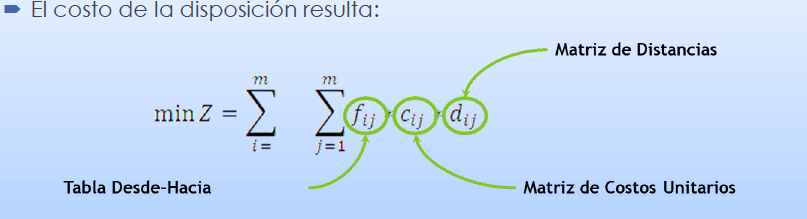 El costo de la disposición resulta:
Matriz de Distancias
m m
min Z = ∑ ∑ f_ij · c_ij · d_ij
i= j=1
Tabla Desde-Hacia
Matriz de Costos Unitarios